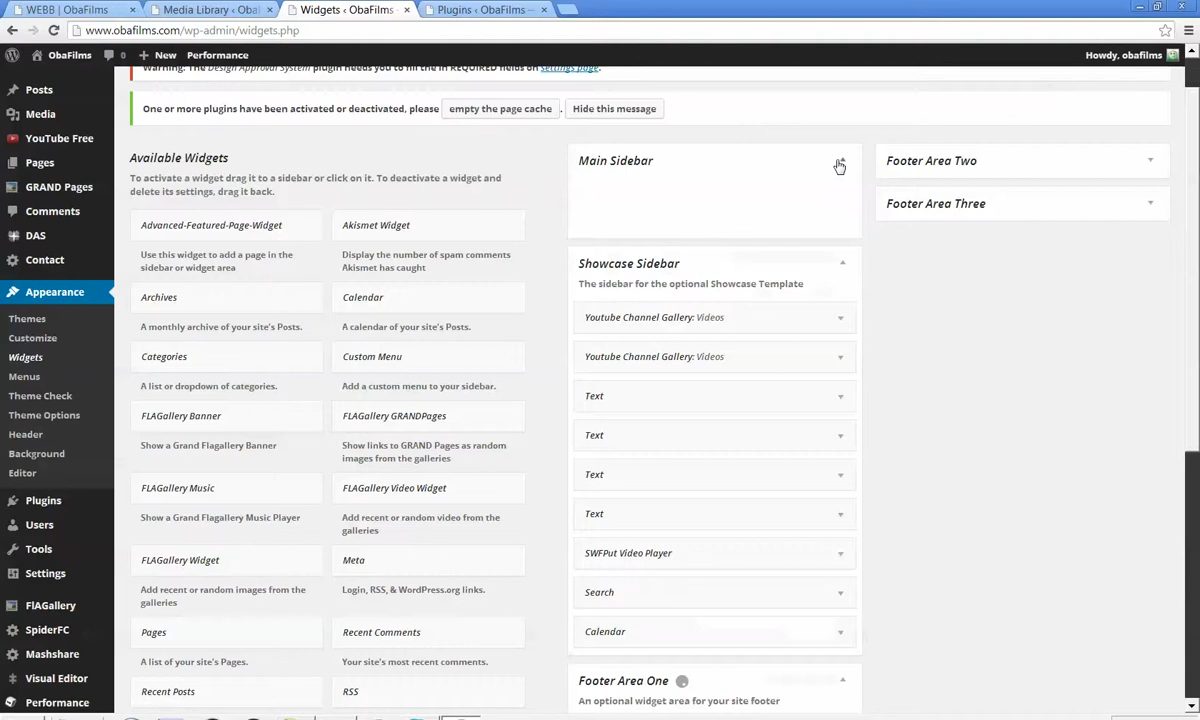 WEBB | ObaFilms
Media Library ‹ Oba
Widgets ‹ ObaFilms
Plugins ‹ ObaFilms —
www.obafilms.com/wp-admin/widgets.php
ObaFilms
0
New
Performance
Howdy, obafilms
Warning: The Design Approval System plugin needs you to fill the in REQUIRED fields on settings page.
One or more plugins have been activated or deactivated, please empty the page cache . Hide this message
Posts
Media
YouTube Free
Pages
GRAND Pages
Comments
DAS
Contact
Appearance
Themes
Customize
Widgets
Menus
Theme Check
Theme Options
Header
Background
Editor
Plugins
Users
Tools
Settings
FlAGallery
SpiderFC
Mashshare
Visual Editor
Performance
Available Widgets
To activate a widget drag it to a sidebar or click on it. To deactivate a widget and
delete its settings, drag it back.
Advanced-Featured-Page-Widget
Use this widget to add a page in the
sidebar or widget area
Akismet Widget
Display the number of spam comments
Akismet has caught
Archives
A monthly archive of your site's Posts.
Calendar
A calendar of your site's Posts.
Categories
A list or dropdown of categories.
Custom Menu
Add a custom menu to your sidebar.
FLAGallery Banner
Show a Grand Flagallery Banner
FLAGallery GRANDPages
Show links to GRAND Pages as random
images from the galleries
FLAGallery Music
Show a Grand Flagallery Music Player
FLAGallery Video Widget
Add recent or random video from the
galleries
FLAGallery Widget
Add recent or random images from the
galleries
Meta
Login, RSS, & WordPress.org links.
Pages
A list of your site's Pages.
Recent Comments
Your site's most recent comments.
Recent Posts
RSS
Main Sidebar
Showcase Sidebar
The sidebar for the optional Showcase Template
Youtube Channel Gallery: Videos
Youtube Channel Gallery: Videos
Text
Text
Text
Text
SWFPut Video Player
Search
Calendar
Footer Area One
An optional widget area for your site footer
Footer Area Two
Footer Area Three